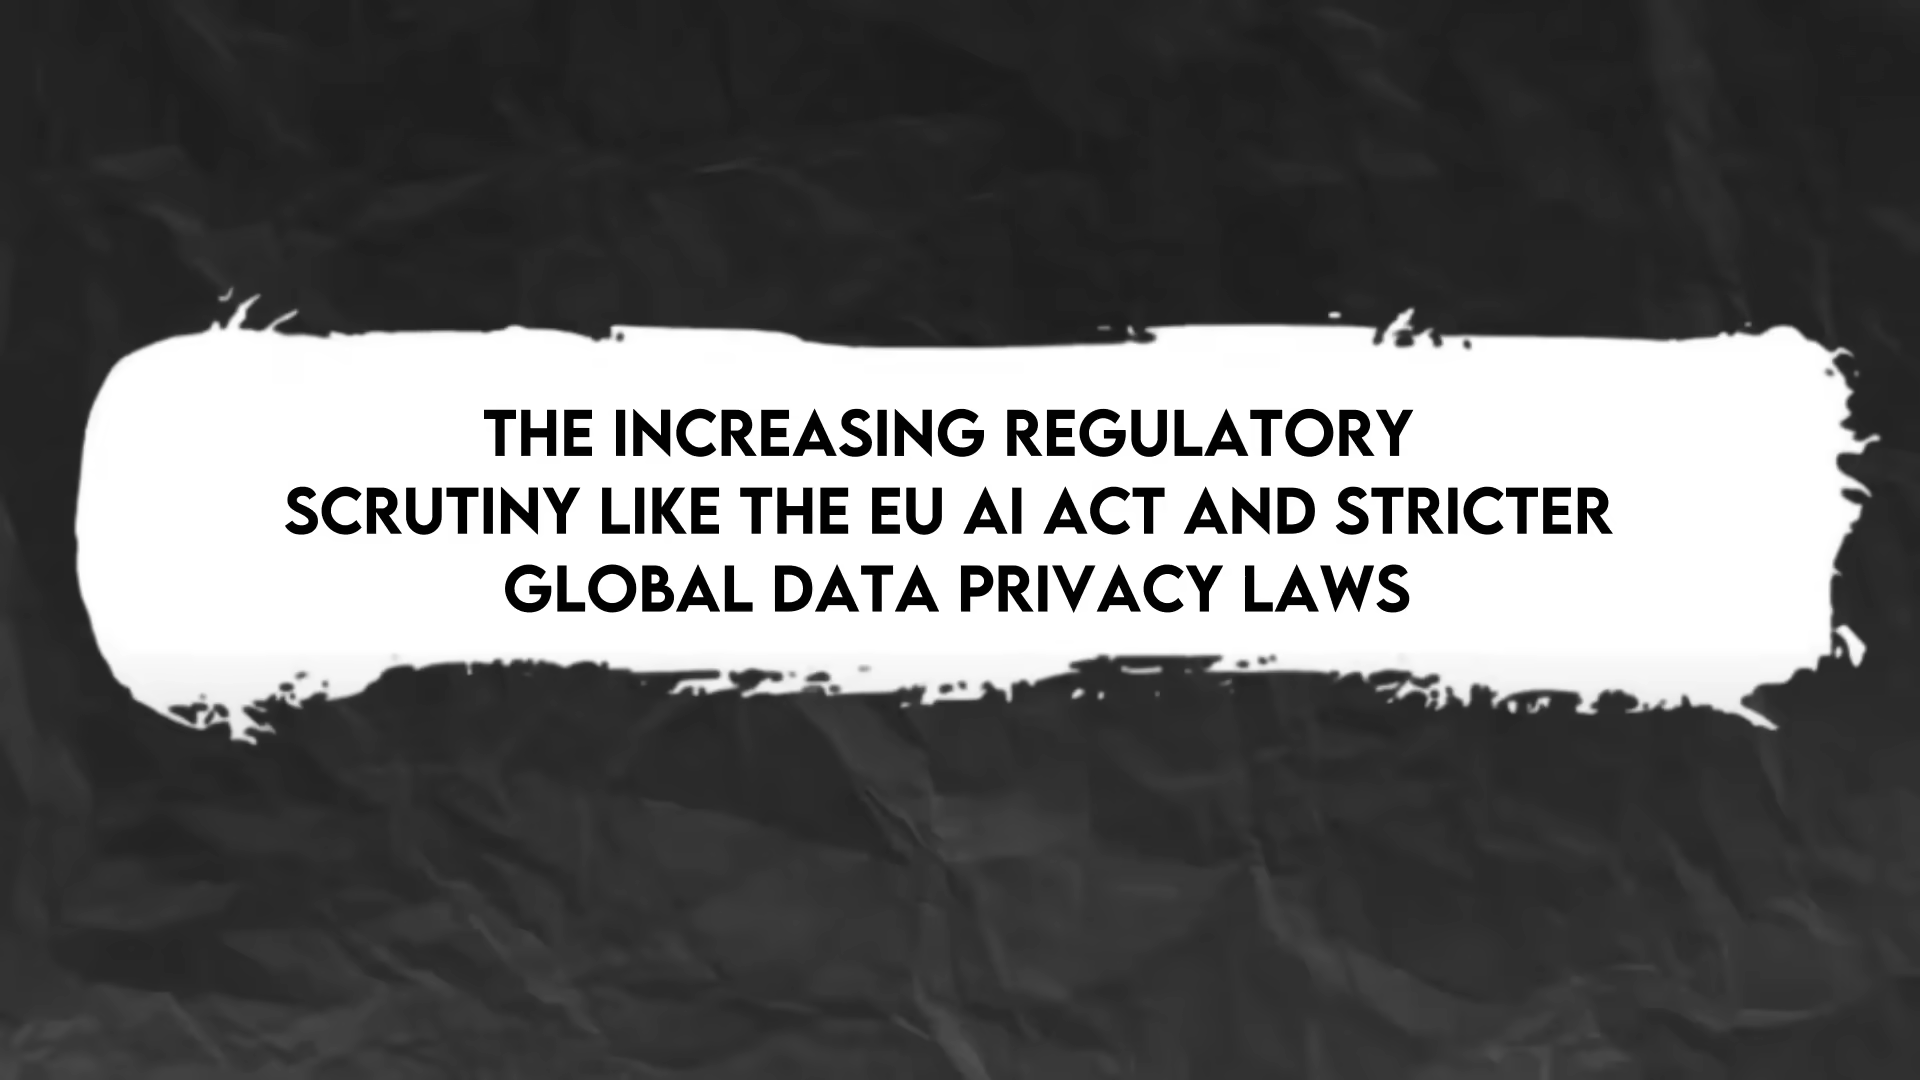 THE INCREASING REGULATORY
SCRUTINY LIKE THE EU AI ACT AND STRICTER
GLOBAL DATA PRIVACY LAWS